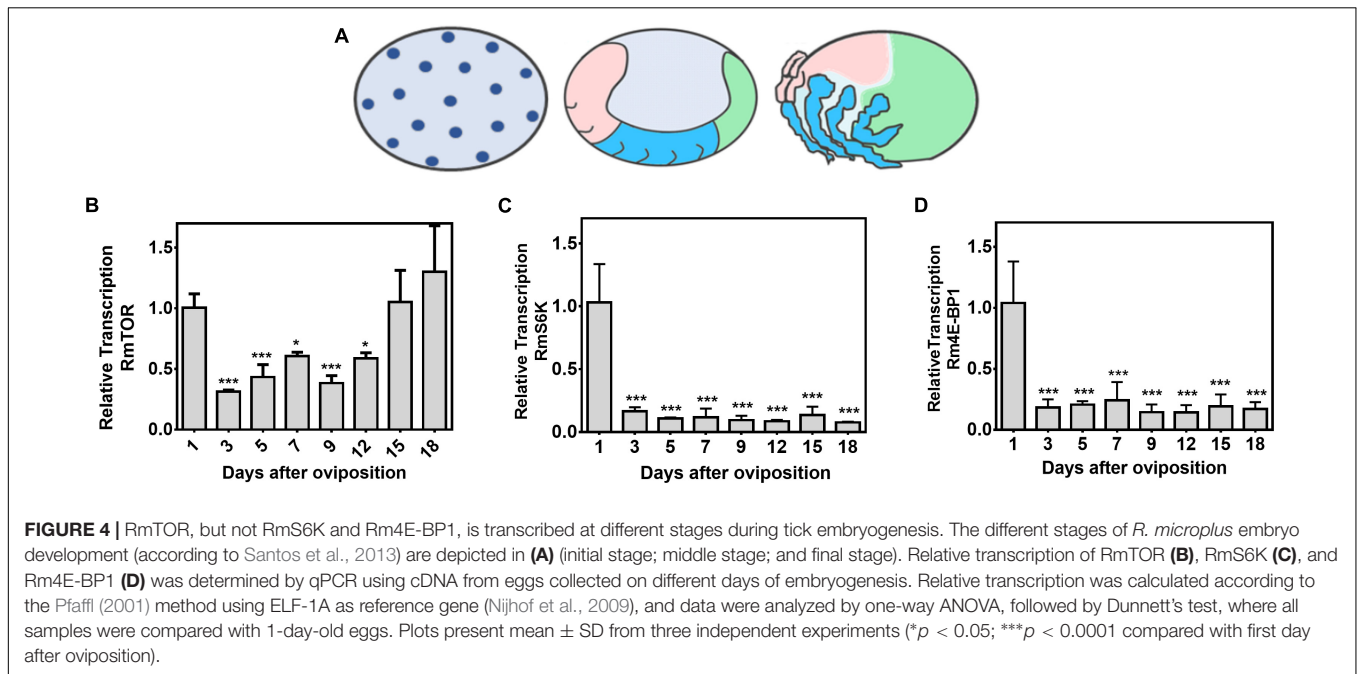 A
B
Relative Transcription
RmTOR
1.5
1.0
0.5
0.0
***
***
*
***
*
1 3 5 7 9 12 15 18
Days after oviposition
C
Relative Transcription
RmS6K
1.5
1.0
0.5
0.0
*** *** *** *** *** *** ***
1 3 5 7 9 12 15 18
Days after oviposition
D
RelativeTranscription
Rm4E-BP1
1.5
1.0
0.5
0.0
*** *** *** *** *** *** ***
1 3 5 7 9 12 15 18
Days after oviposition
FIGURE 4 | RmTOR, but not RmS6K and Rm4E-BP1, is transcribed at different stages during tick embryogenesis. The different stages of R. microplus embryo
development (according to Santos et al., 2013) are depicted in (A) (initial stage; middle stage; and final stage). Relative transcription of RmTOR (B), RmS6K (C), and
Rm4E-BP1 (D) was determined by qPCR using cDNA from eggs collected on different days of embryogenesis. Relative transcription was calculated according to
the Pfaffl (2001) method using ELF-1A as reference gene (Nijhof et al., 2009), and data were analyzed by one-way ANOVA, followed by Dunnett's test, where all
samples were compared with 1-day-old eggs. Plots present mean ± SD from three independent experiments (*p < 0.05; ***p < 0.0001 compared with first day
after oviposition).